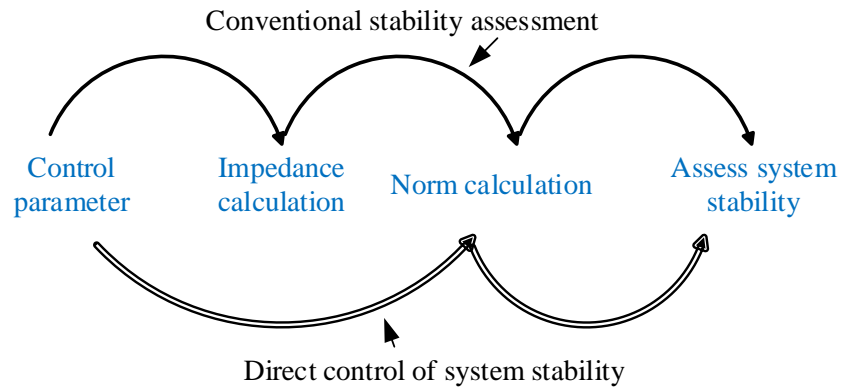 Conventional stability assessment
Control
parameter
Impedance
calculation
Norm calculation
Assess system
stability
Direct control of system stability